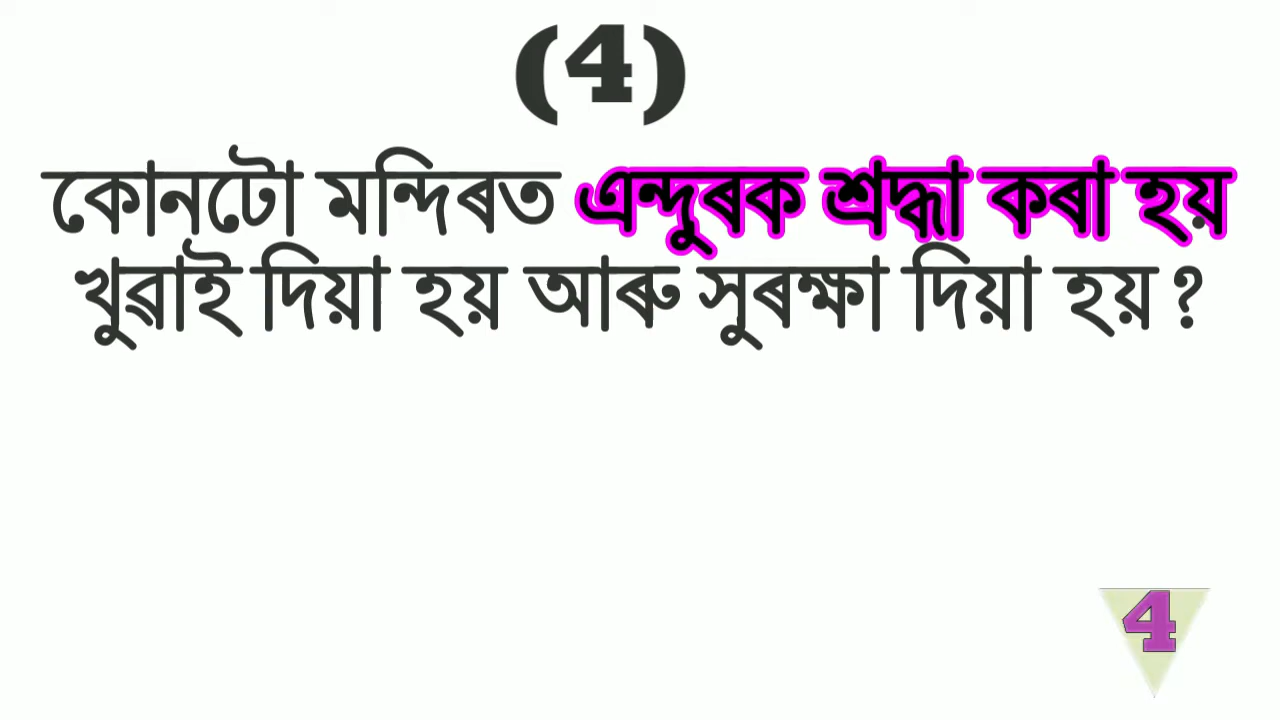 (4)
কোনটো মন্দিৰত এন্দুৰক শ্ৰদ্ধা কৰা হয়
খুৱাই দিয়া হয় আৰু সুৰক্ষা দিয়া হয় ?
4